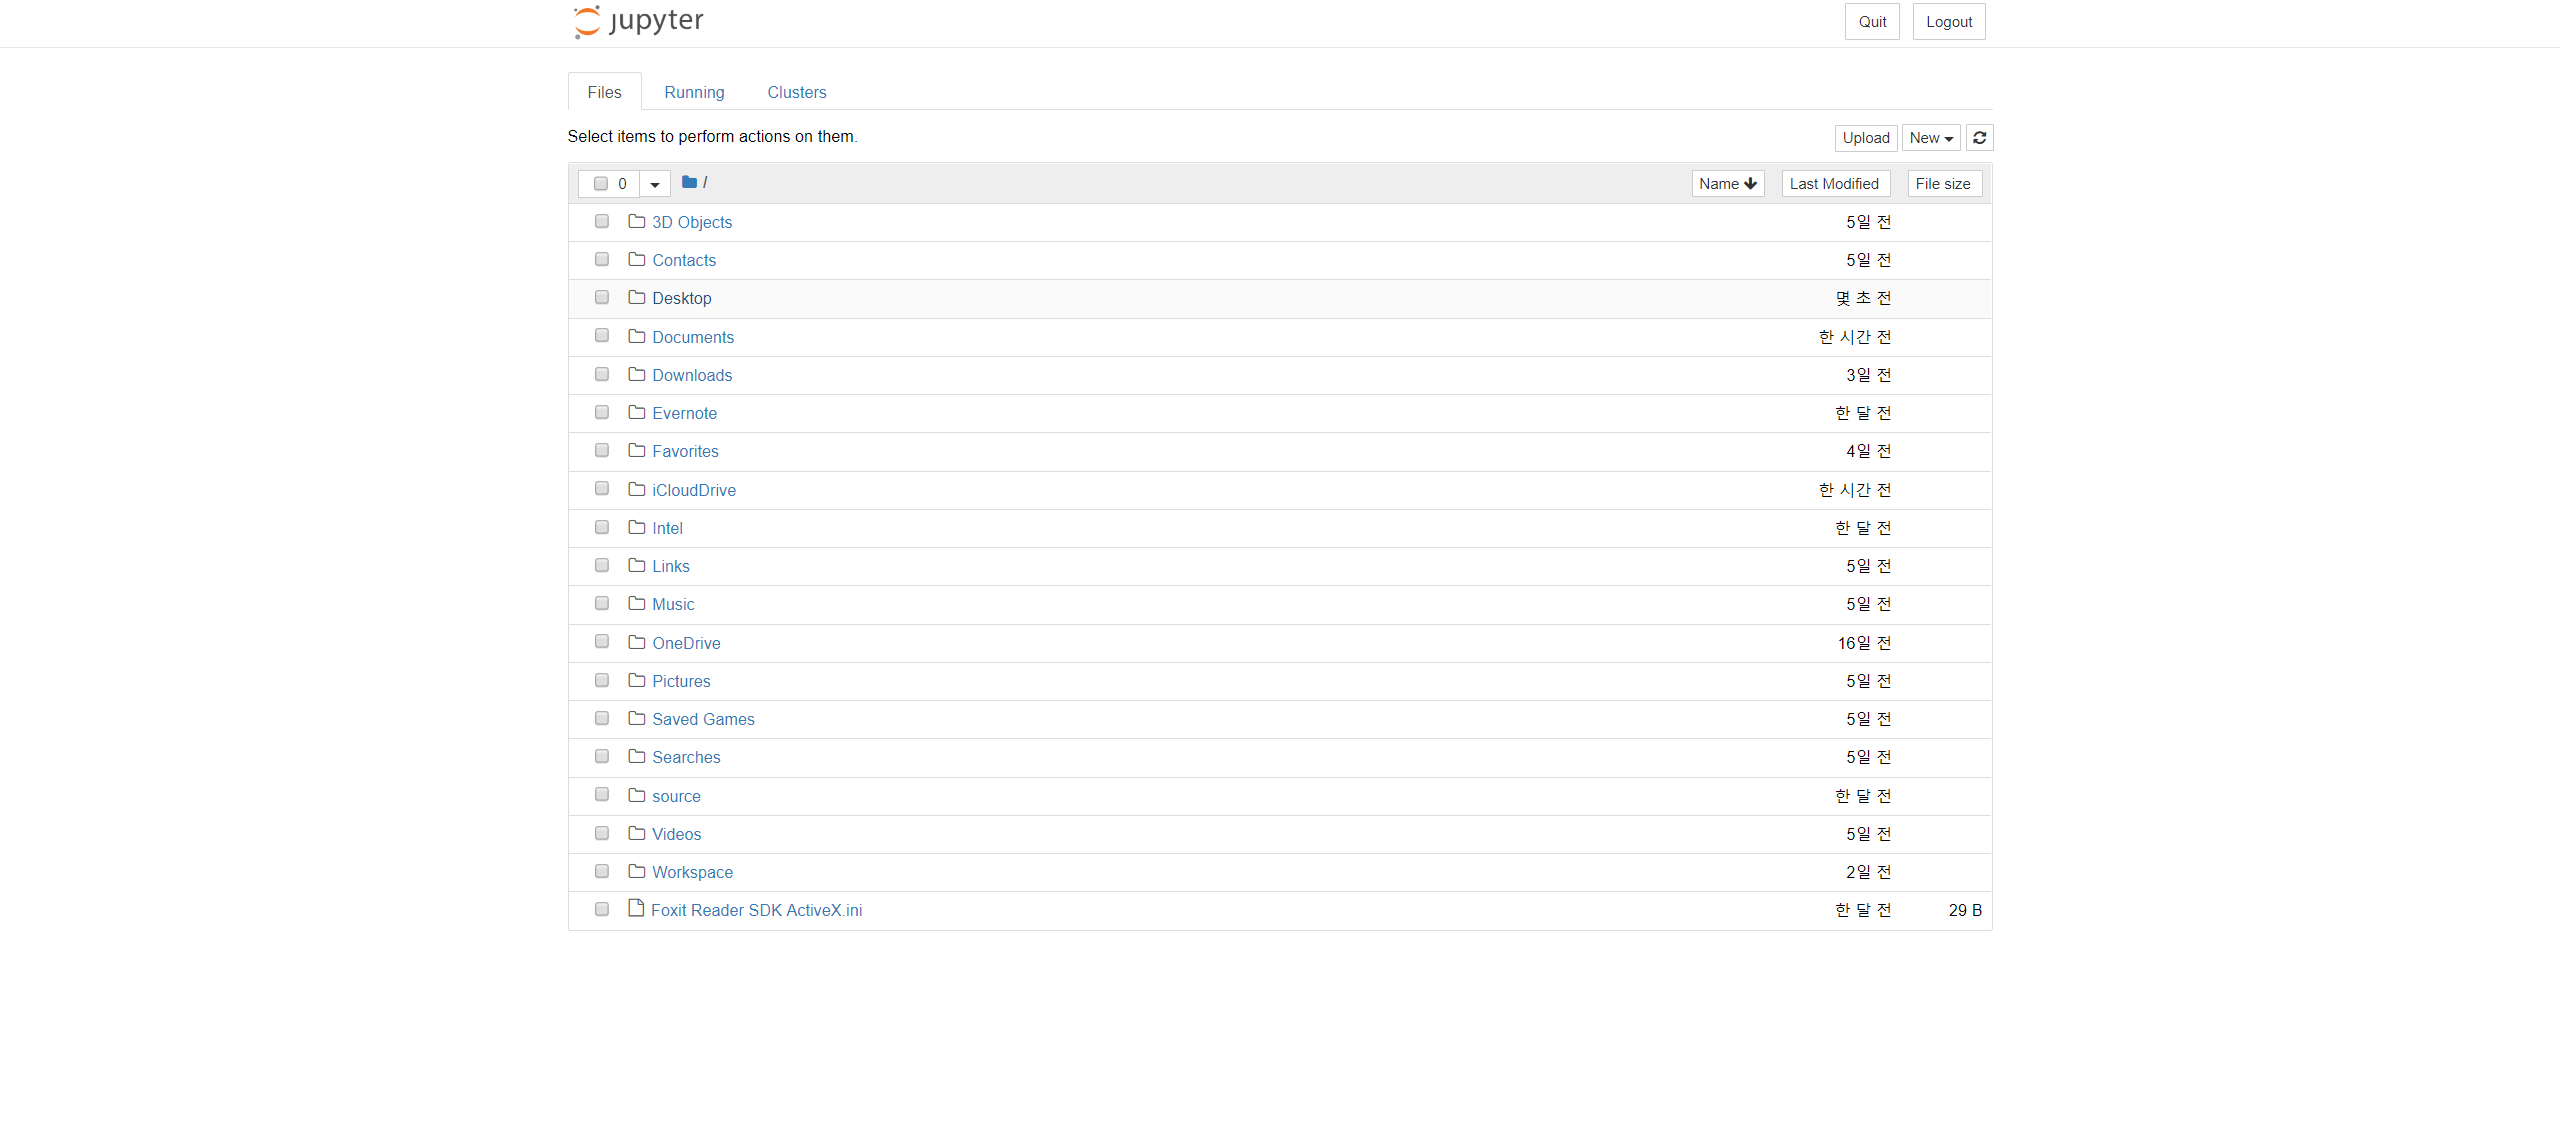 jupyter Quit Logout
Files Running Clusters
Select items to perform actions on them. Upload New
0 / Name Last Modified File size
3D Objects 5일 전
Contacts 5일 전
Desktop 몇 초 전
Documents 한 시간 전
Downloads 3일 전
Evernote 한 달 전
Favorites 4일 전
iCloudDrive 한 시간 전
Intel 한 달 전
Links 5일 전
Music 5일 전
OneDrive 16일 전
Pictures 5일 전
Saved Games 5일 전
Searches 5일 전
source 한 달 전
Videos 5일 전
Workspace 2일 전
Foxit Reader SDK ActiveX.ini 한 달 전 29 B